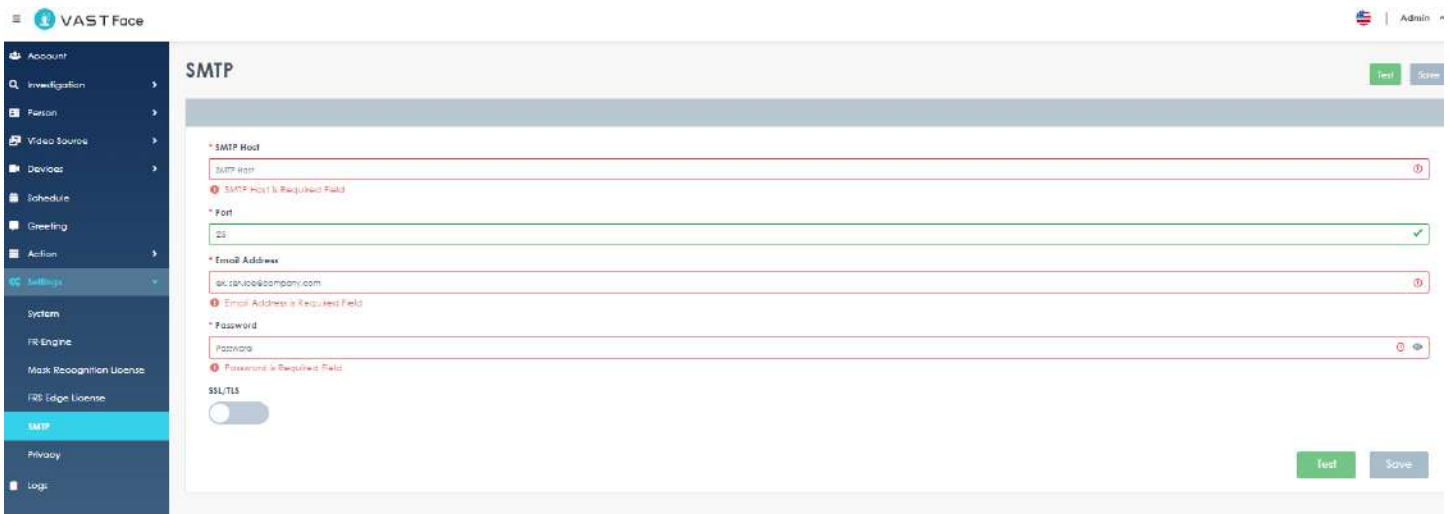 VAST Face
Admin
Account
Investigation
Person
Video Source
Devices
Schedule
Greeting
Action
Settings
System
FR-Engine
Mask Recognition License
FRS Edge License
SMTP
Privacy
Logs
SMTP
Test
Save
* SMTP Host
SMTP Host
SMTP Host is Required Field
* Port
25
* Email Address
ex. service@company.com
Email Address is Required Field
* Password
Password
Password is Required Field
SSL/TLS
Test
Save